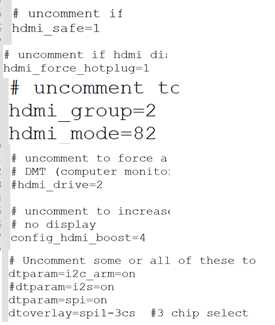 # uncomment if
hdmi_safe=1
# uncomment if hdmi di
hdmi_force_hotplug=1
# uncomment to
hdmi_group=2
hdmi_mode=82
# uncomment to force a
# DMT (computer monito
#hdmi_drive=2
# uncomment to increase
# no display
config_hdmi_boost=4
# Uncomment some or all of these to
dtparam=i2c_arm=on
#dtparam=i2s=on
dtparam=spi=on
dtoverlay=spi1-3cs #3 chip select